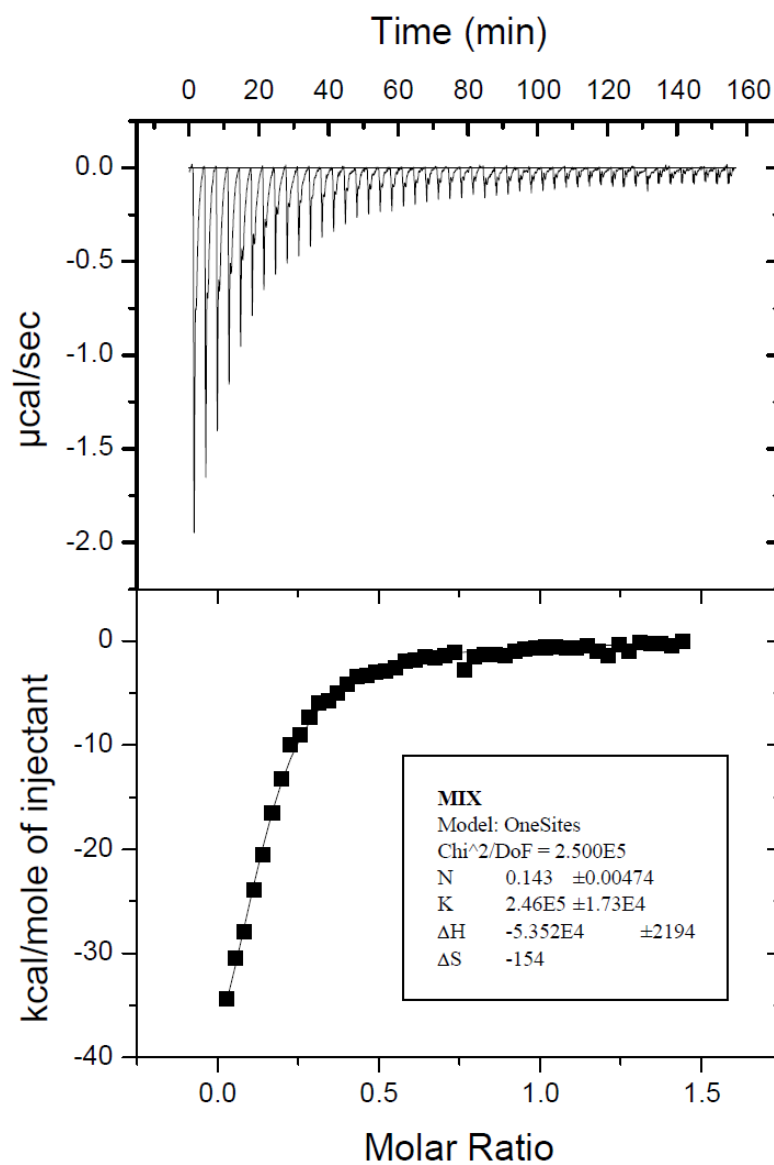 Time (min)
0 20 40 60 80 100 120 140 160
0.0
-0.5
-1.0
-1.5
-2.0
µcal/sec
0
-10
-20
-30
-40
kcal/mole of injectant
MIX
Model: OneSites
Chi^2/DoF = 2.500E5
N 0.143 ±0.00474
K 2.46E5 ±1.73E4
ΔH -5.352E4 ±2194
ΔS -154
0.0 0.5 1.0 1.5
Molar Ratio